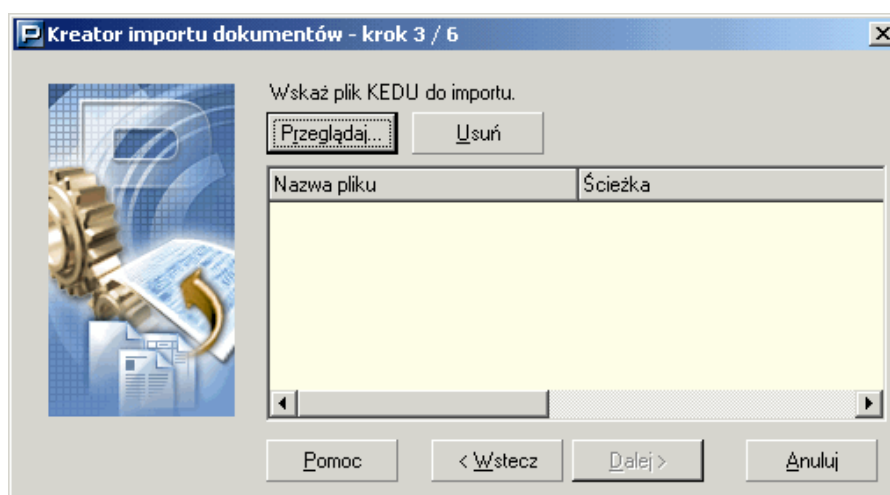 Kreator importu dokumentów - krok 3 / 6
Wskaż plik KEDU do importu.
Przeglądaj... Usuń
Nazwa pliku Ścieżka
Pomoc < Wstecz Dalej > Anuluj